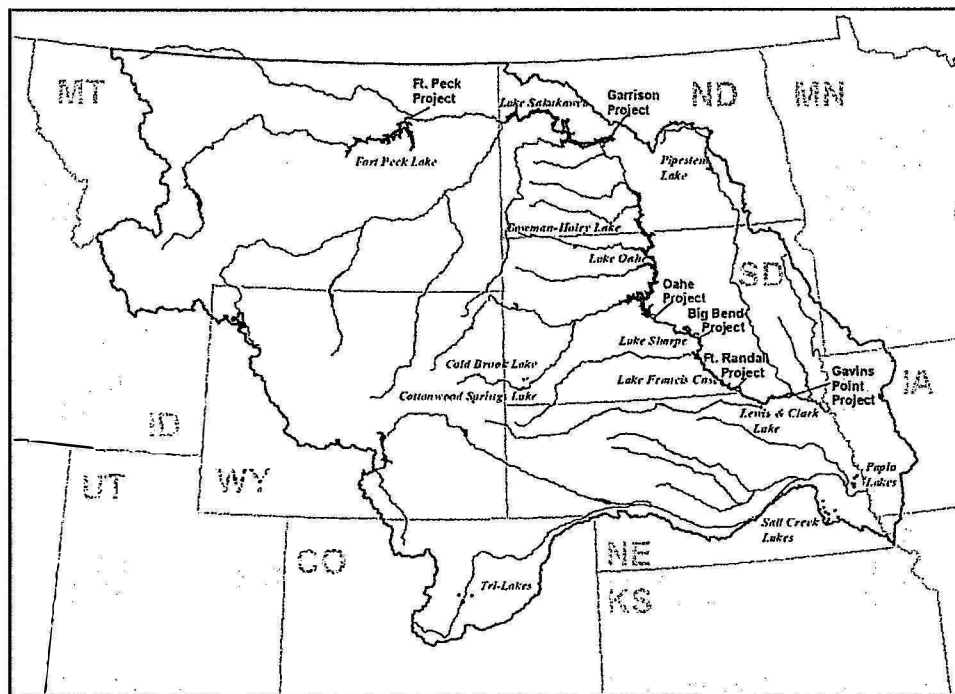 MT
Ft. Peck
Project
Fort Peck Lake
Lake Sakakawea
Garrison
Project
ND
MN
Pipestem
Lake
Bowman-Haley Lake
Lake Oahe
SD
Oahe
Project
Big Bend
Project
Lake Sharpe
Cold Brook Lake
Ft. Randall
Project
Gavins
Point
Project
Lake Francis Case
Cottonwood Springs Lake
IA
ID
Lewis & Clark
Lake
UT
WY
Papio
Lakes
Salt Creek
Lakes
CO
NE
Tri-Lakes
KS